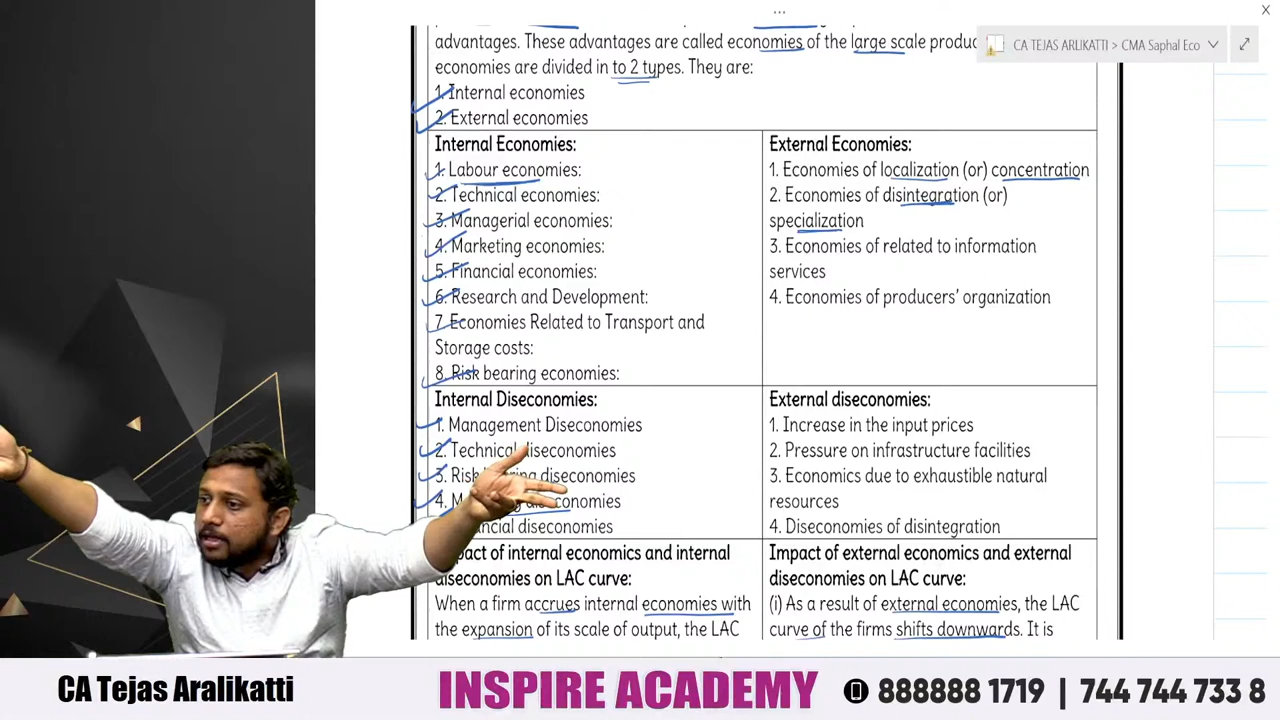 ...
x
advantages. These advantages are called economies of the large scale produc
CA TEJAS ARLIKATTI > CMA Saphal Eco
economies are divided in to 2 types. They are:
1. Internal economies
2. External economies
Internal Economies:
1. Labour economies:
2. Technical economies:
3. Managerial economies:
4. Marketing economies:
5. Financial economies:
6. Research and Development:
7. Economies Related to Transport and
Storage costs:
8. Risk bearing economies:
External Economies:
1. Economies of localization (or) concentration
2. Economies of disintegration (or)
specialization
3. Economies of related to information
services
4. Economies of producers' organization
Internal Diseconomies:
1. Management Diseconomies
2. Technical diseconomies
3. Risk diseconomies
4.
diseconomies
External diseconomies:
1. Increase in the input prices
2. Pressure on infrastructure facilities
3. Economics due to exhaustible natural
resources
4. Diseconomies of disintegration
pact of internal economics and internal
diseconomies on LAC curve:
When a firm accrues internal economies with
the expansion of its scale of output, the LAC
Impact of external economics and external
diseconomies on LAC curve:
(i) As a result of external economies, the LAC
curve of the firms shifts downwards. It is
CA Tejas Aralikatti
INSPIRE ACADEMY
888888 1719 | 744 744 733 8